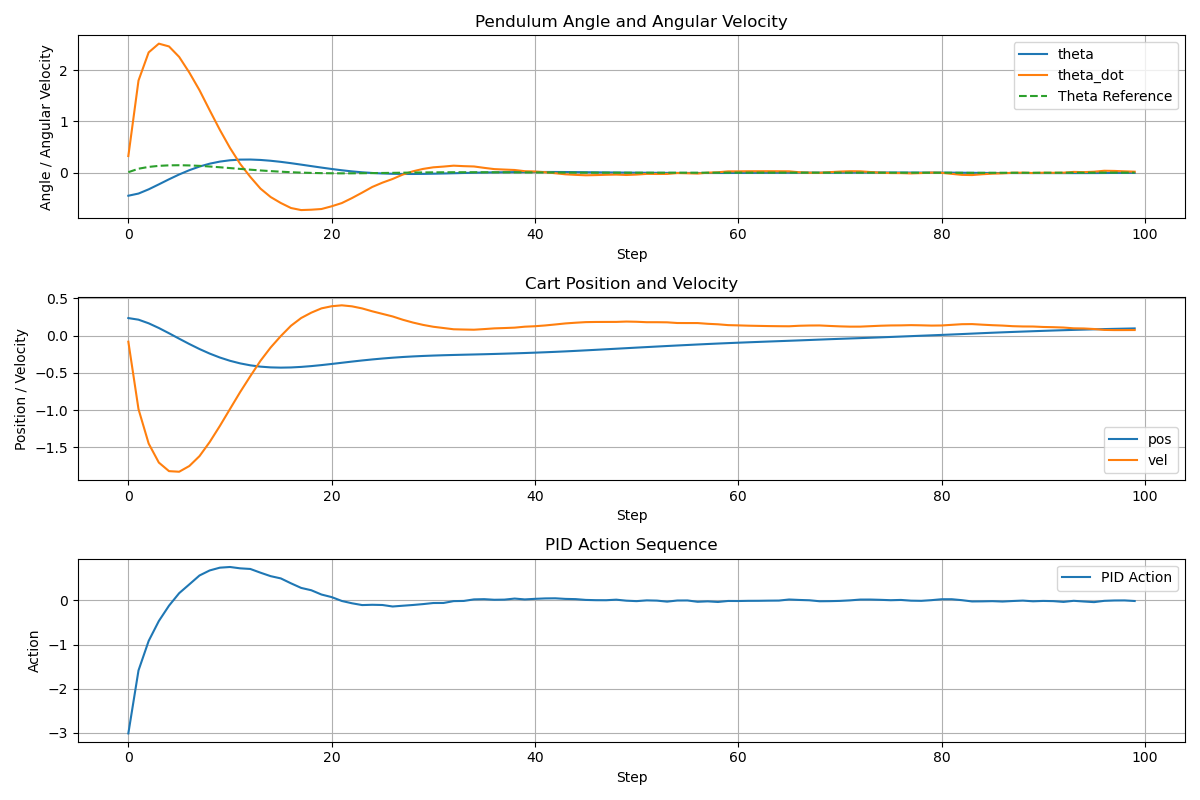 Pendulum Angle and Angular Velocity
Angle / Angular Velocity
2
1
0
theta
theta_dot
Theta Reference
0 20 40 60 80 100
Step
Cart Position and Velocity
Position / Velocity
0.5
0.0
−0.5
−1.0
−1.5
pos
vel
0 20 40 60 80 100
Step
PID Action Sequence
Action
0
−1
−2
−3
PID Action
0 20 40 60 80 100
Step